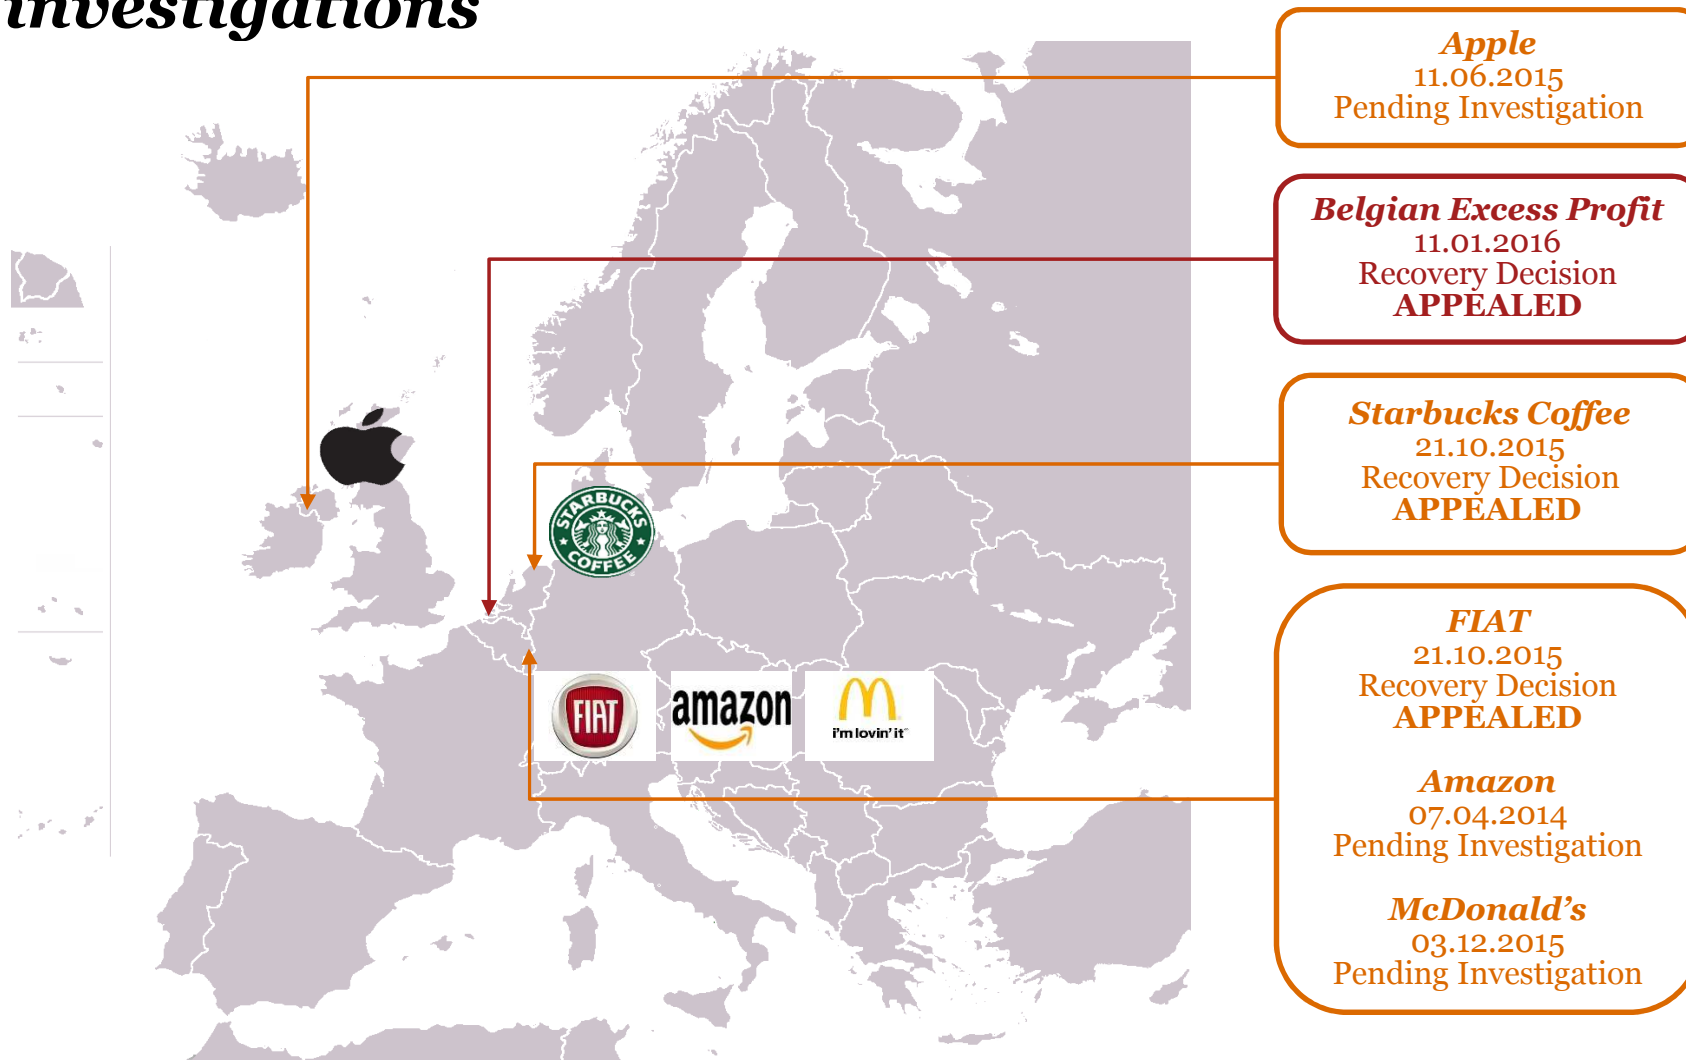 investigations
Apple
11.06.2015
Pending Investigation
Belgian Excess Profit
11.01.2016
Recovery Decision
APPEALED
Starbucks Coffee
21.10.2015
Recovery Decision
APPEALED
STARBUCKS
COFFEE
FIAT
amazon
i'm lovin' it
FIAT
21.10.2015
Recovery Decision
APPEALED
Amazon
07.04.2014
Pending Investigation
McDonald's
03.12.2015
Pending Investigation